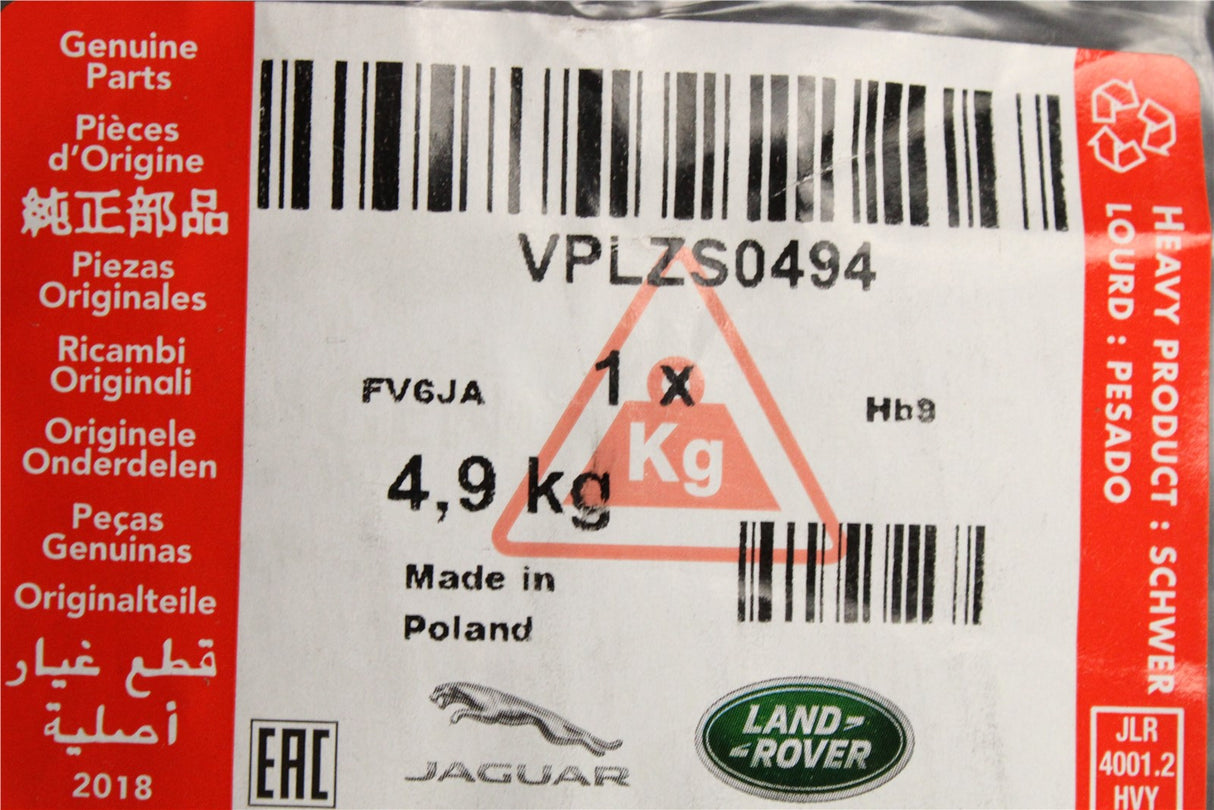 Genuine
Parts
Pièces
d'Origine
純正部品
Piezas
Originales
Ricambi
Originali
Originele
Onderdelen
Peças
Genuinas
Originalteile
قطع غيار
أصلية
2018
VPLZS0494
FV6JA
1 x
Hb9
Kg
4,9 kg
Made in
Poland
EAC
JAGUAR
LAND-
-ROVER
HEAVY PRODUCT : SCHWER
LOURD : PESADO
JLR
4001.2
HVY